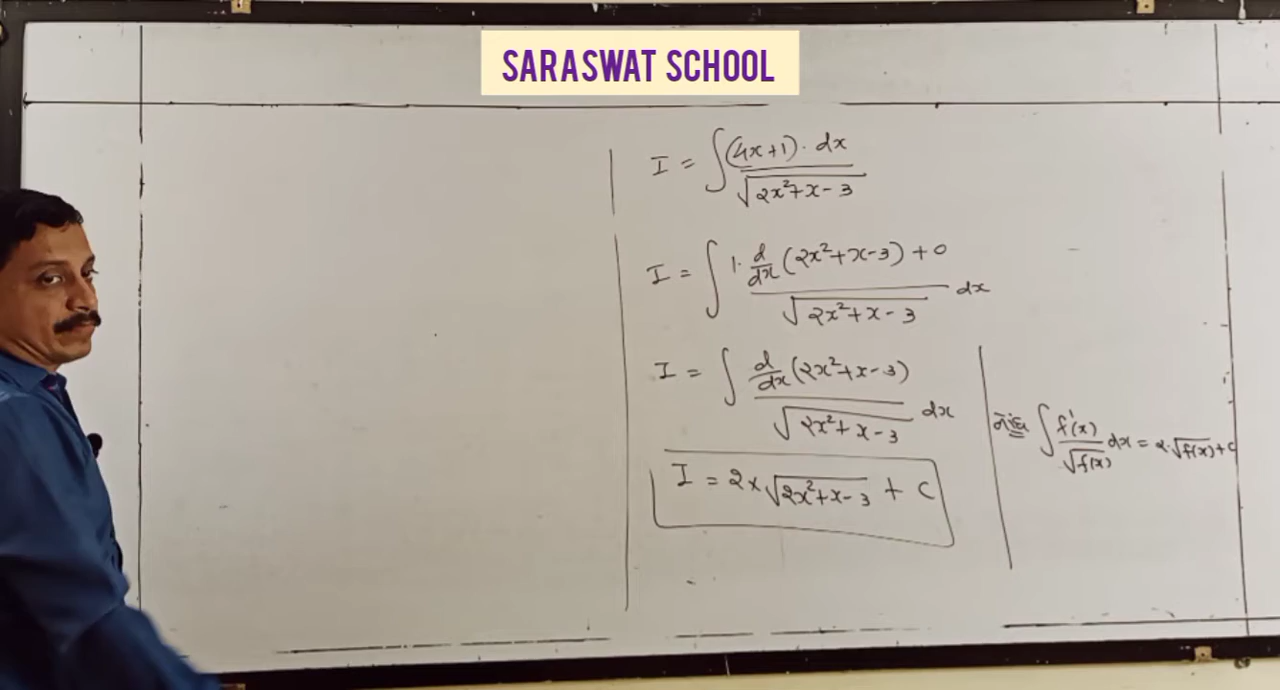 SARASWAT SCHOOL
I = ∫ (4x+1)· dx / √(2x²+x-3)
I = ∫ 1· d/dx (2x²+x-3) + 0 / √(2x²+x-3) dx
I = ∫ d/dx (2x²+x-3) / √(2x²+x-3) dx
∫ f'(x) / √f(x) dx = 2·√f(x) + c
I = 2 × √(2x²+x-3) + c